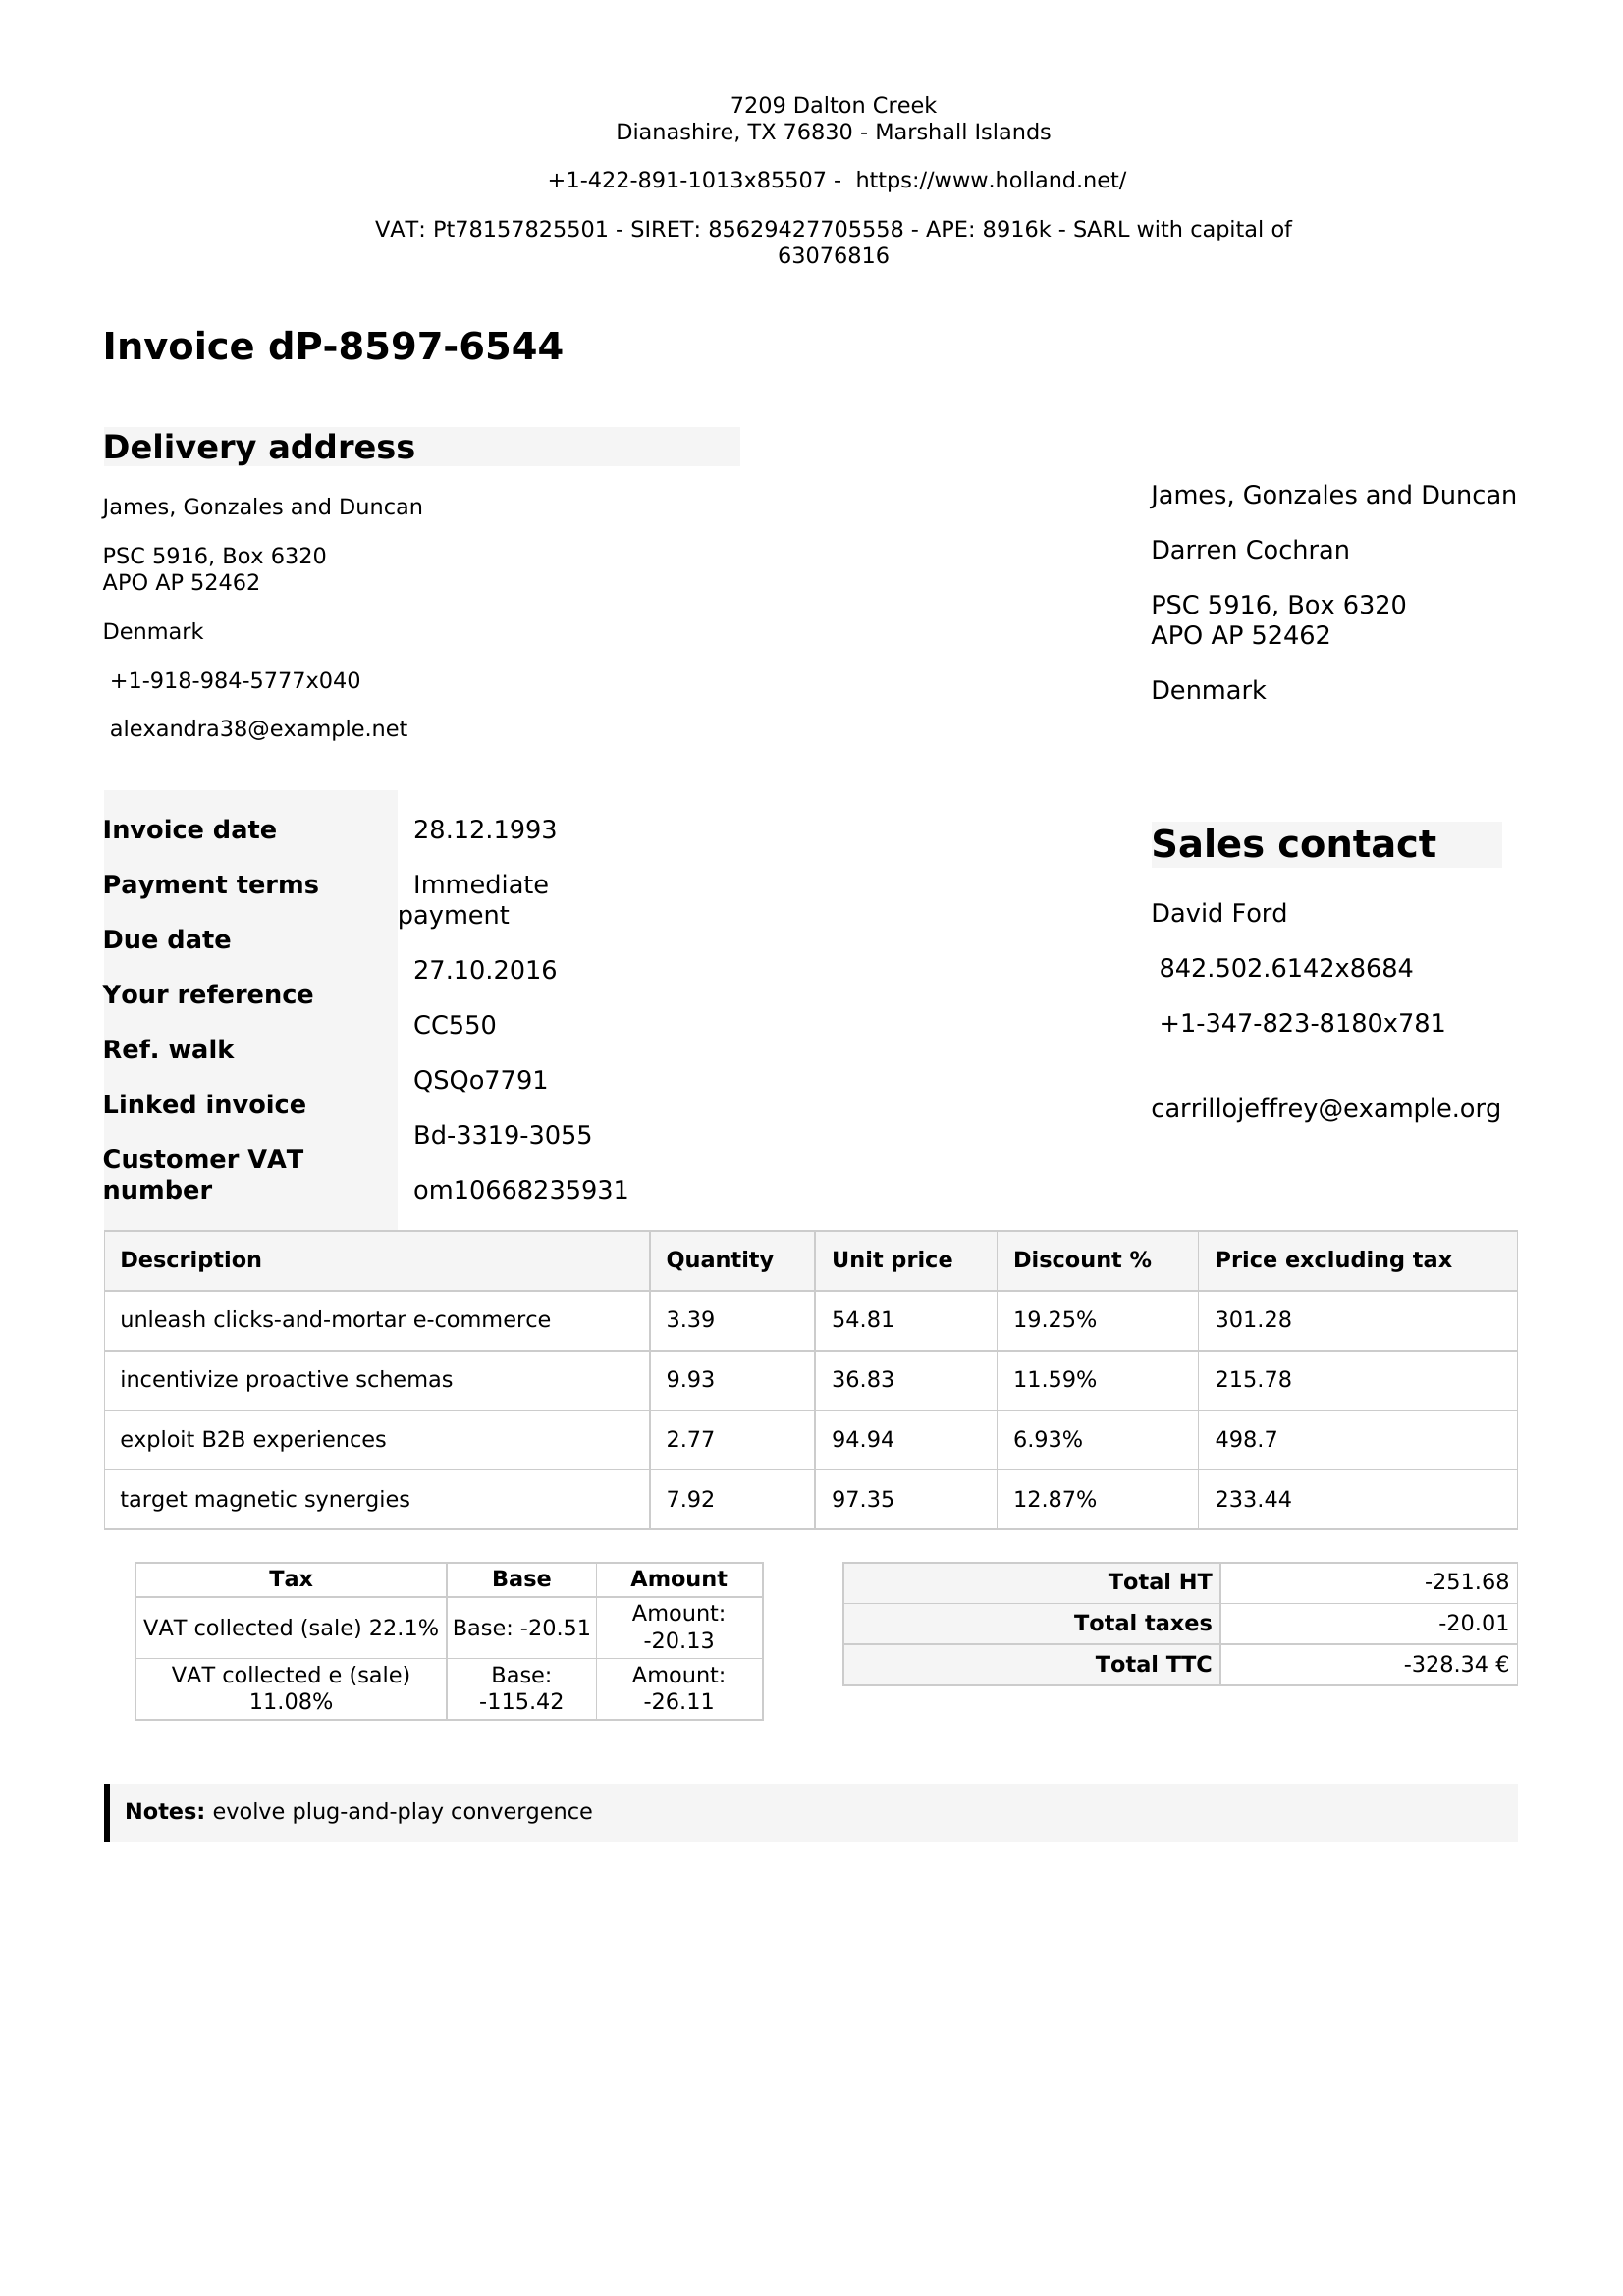 7209 Dalton Creek
Dianashire, TX 76830 - Marshall Islands
+1-422-891-1013x85507 - https://www.holland.net/
VAT: Pt78157825501 - SIRET: 85629427705558 - APE: 8916k - SARL with capital of
63076816
Invoice dP-8597-6544
Delivery address
James, Gonzales and Duncan
PSC 5916, Box 6320
APO AP 52462
Denmark
+1-918-984-5777x040
alexandra38@example.net
James, Gonzales and Duncan
Darren Cochran
PSC 5916, Box 6320
APO AP 52462
Denmark
Invoice date
Payment terms
Due date
Your reference
Ref. walk
Linked invoice
Customer VAT
number
28.12.1993
Immediate
payment
27.10.2016
CC550
QSQo7791
Bd-3319-3055
om10668235931
Sales contact
David Ford
842.502.6142x8684
+1-347-823-8180x781
carrillojeffrey@example.org
Description Quantity Unit price Discount % Price excluding tax
unleash clicks-and-mortar e-commerce 3.39 54.81 19.25% 301.28
incentivize proactive schemas 9.93 36.83 11.59% 215.78
exploit B2B experiences 2.77 94.94 6.93% 498.7
target magnetic synergies 7.92 97.35 12.87% 233.44
Tax Base Amount
VAT collected (sale) 22.1% Base: -20.51 Amount:
-20.13
VAT collected e (sale) Base: Amount:
11.08% -115.42 -26.11
Total HT -251.68
Total taxes -20.01
Total TTC -328.34 €
Notes: evolve plug-and-play convergence